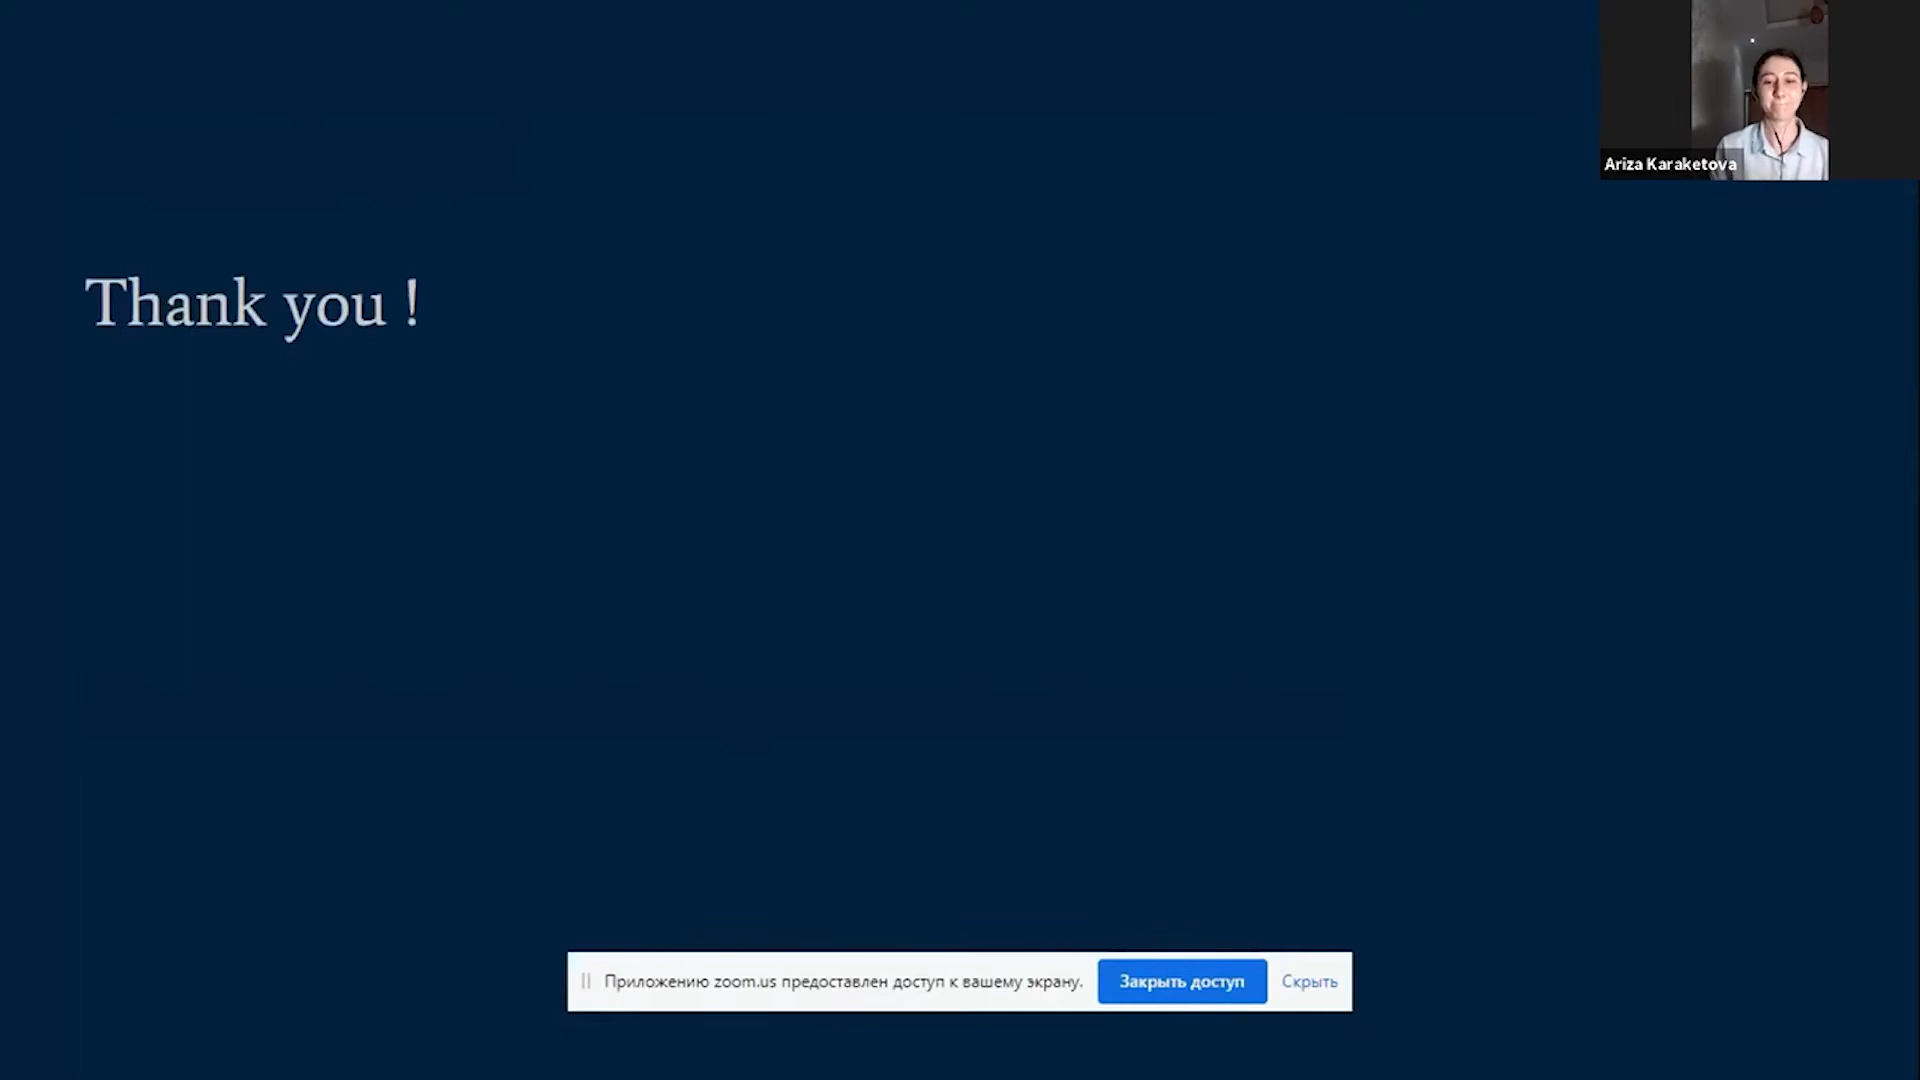 Ariza Karaketova
Thank you !
Приложению zoom.us предоставлен доступ к вашему экрану.
Закрыть доступ
Скрыть